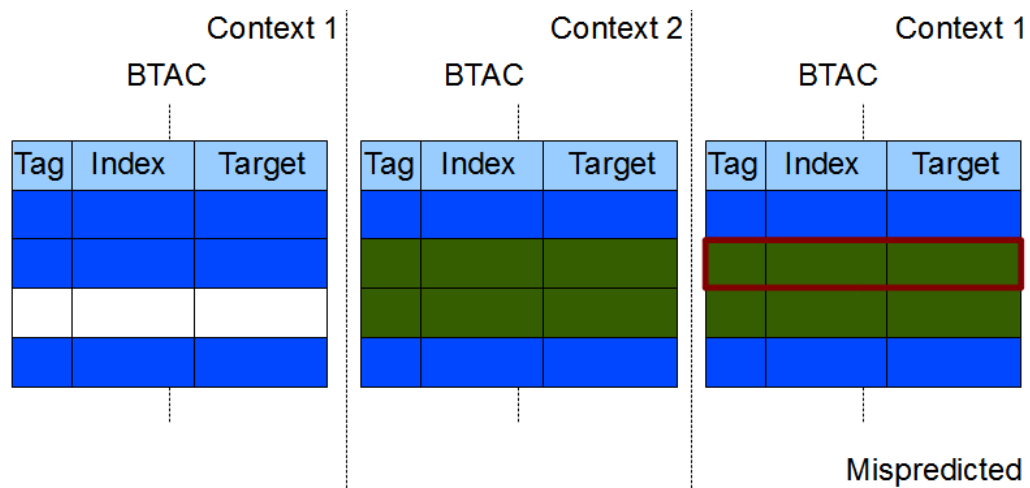 Context 1
Context 2
Context 1
BTAC
BTAC
BTAC
Tag Index Target
Tag Index Target
Tag Index Target
Mispredicted